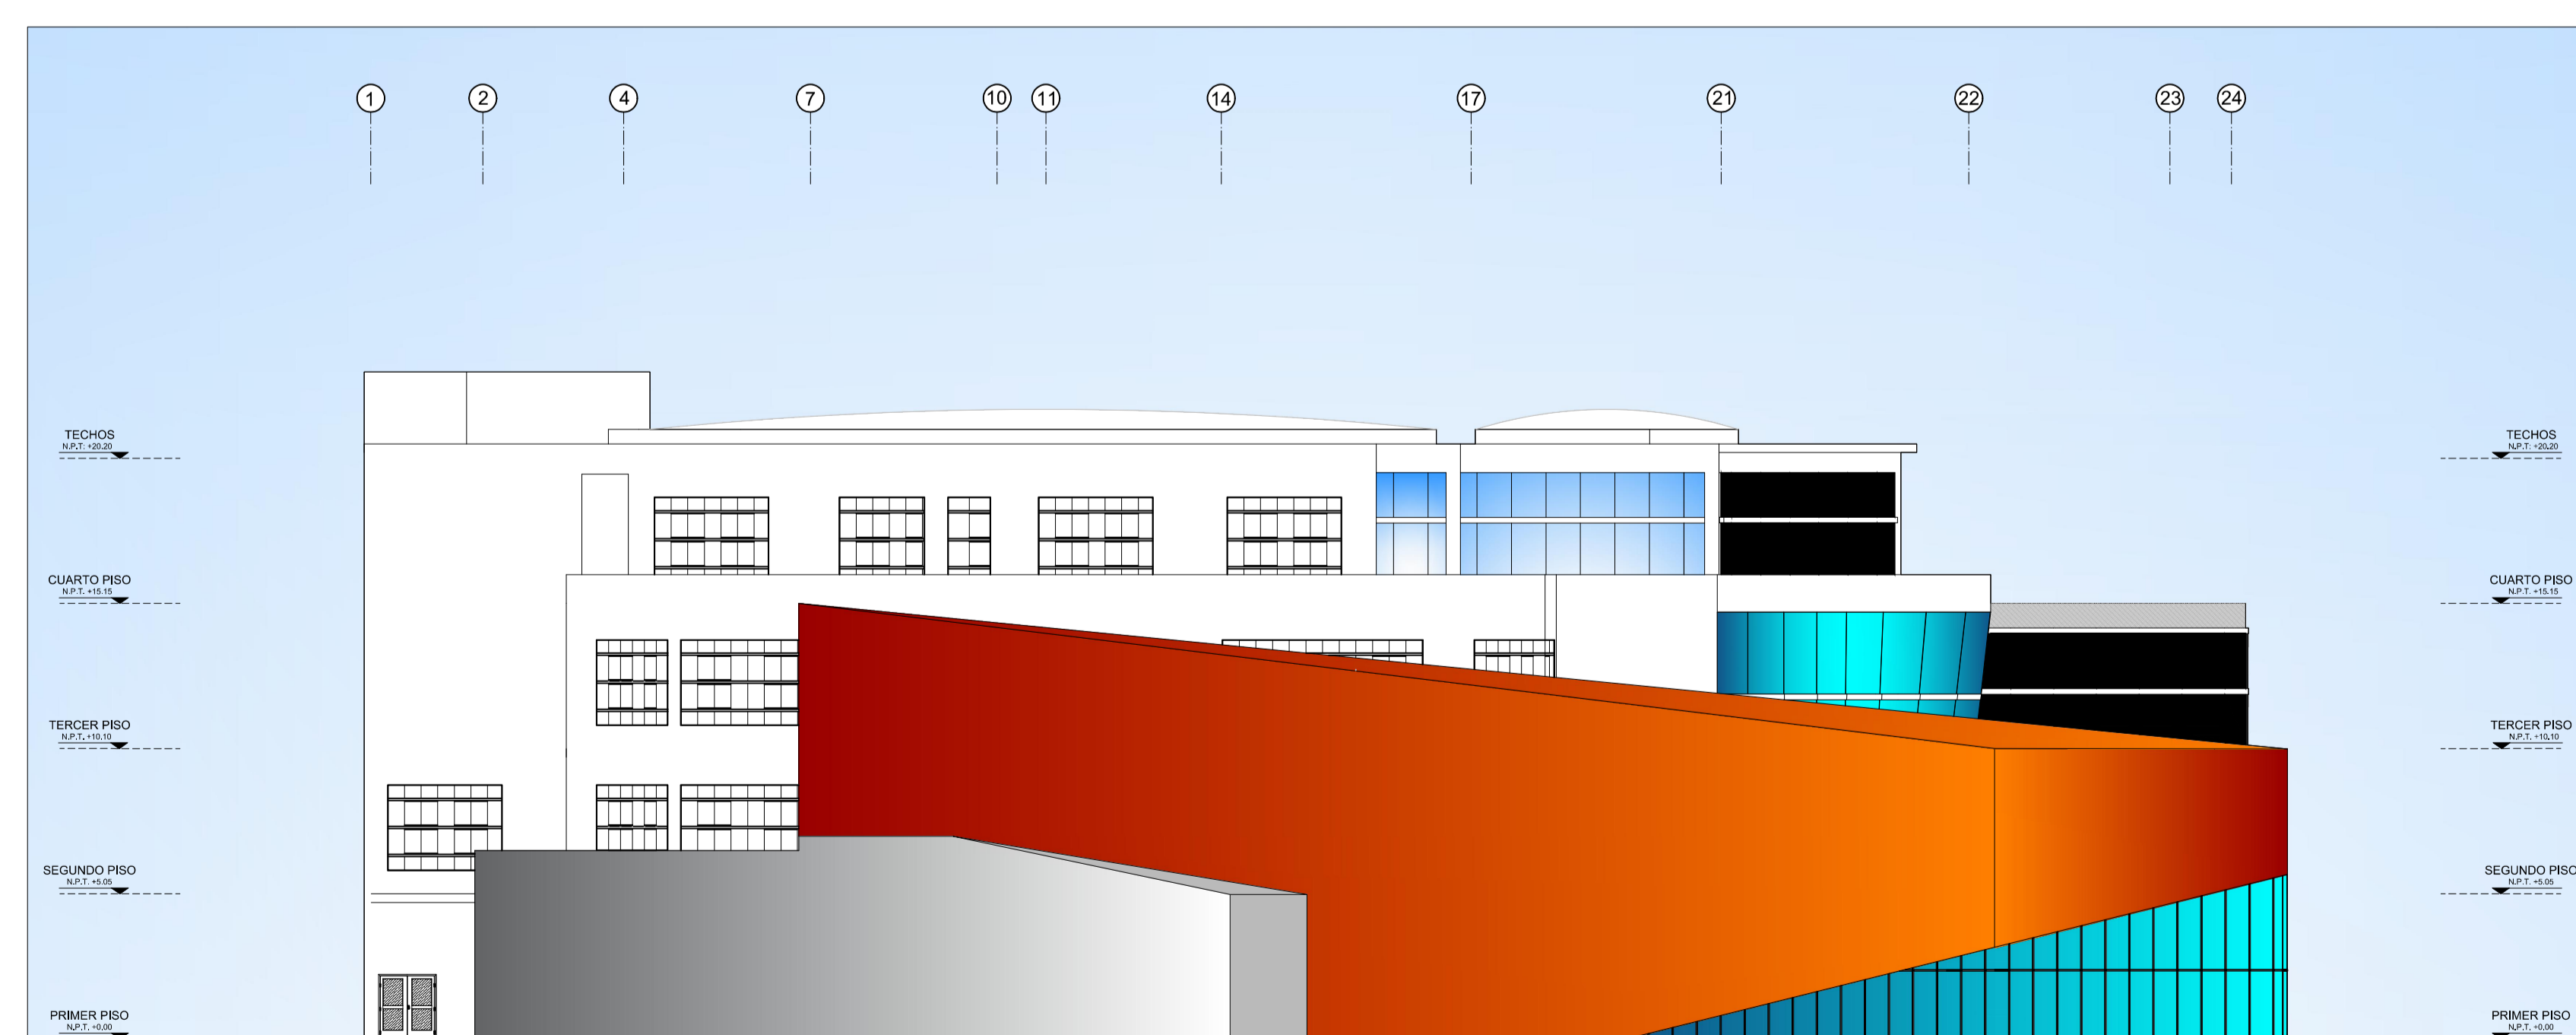 1 2 4 7 10 11 14 17 21 22 23 24
TECHOS
N.P.T: +20.20
TECHOS
N.P.T: +20.20
CUARTO PISO
N.P.T. +15.15
CUARTO PISO
N.P.T. +15.15
TERCER PISO
N.P.T. +10.10
TERCER PISO
N.P.T. +10.10
SEGUNDO PISO
N.P.T. +5.05
SEGUNDO PISO
N.P.T. +5.05
PRIMER PISO
N.P.T. +0.00
PRIMER PISO
N.P.T. +0.00